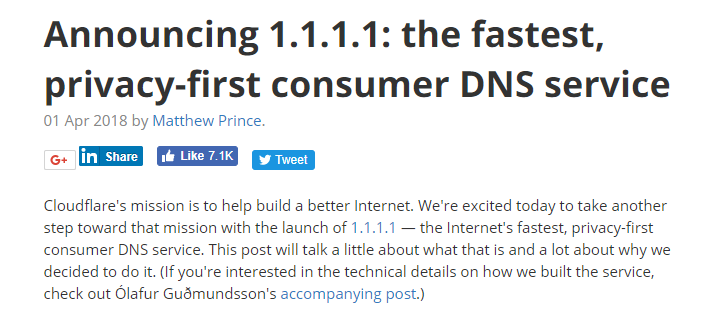 Announcing 1.1.1.1: the fastest,
privacy-first consumer DNS service
01 Apr 2018 by Matthew Prince.
G+ in Share Like 7.1K Tweet
Cloudflare's mission is to help build a better Internet. We're excited today to take another
step toward that mission with the launch of 1.1.1.1 — the Internet's fastest, privacy-first
consumer DNS service. This post will talk a little about what that is and a lot about why we
decided to do it. (If you're interested in the technical details on how we built the service,
check out Ólafur Guðmundsson's accompanying post.)